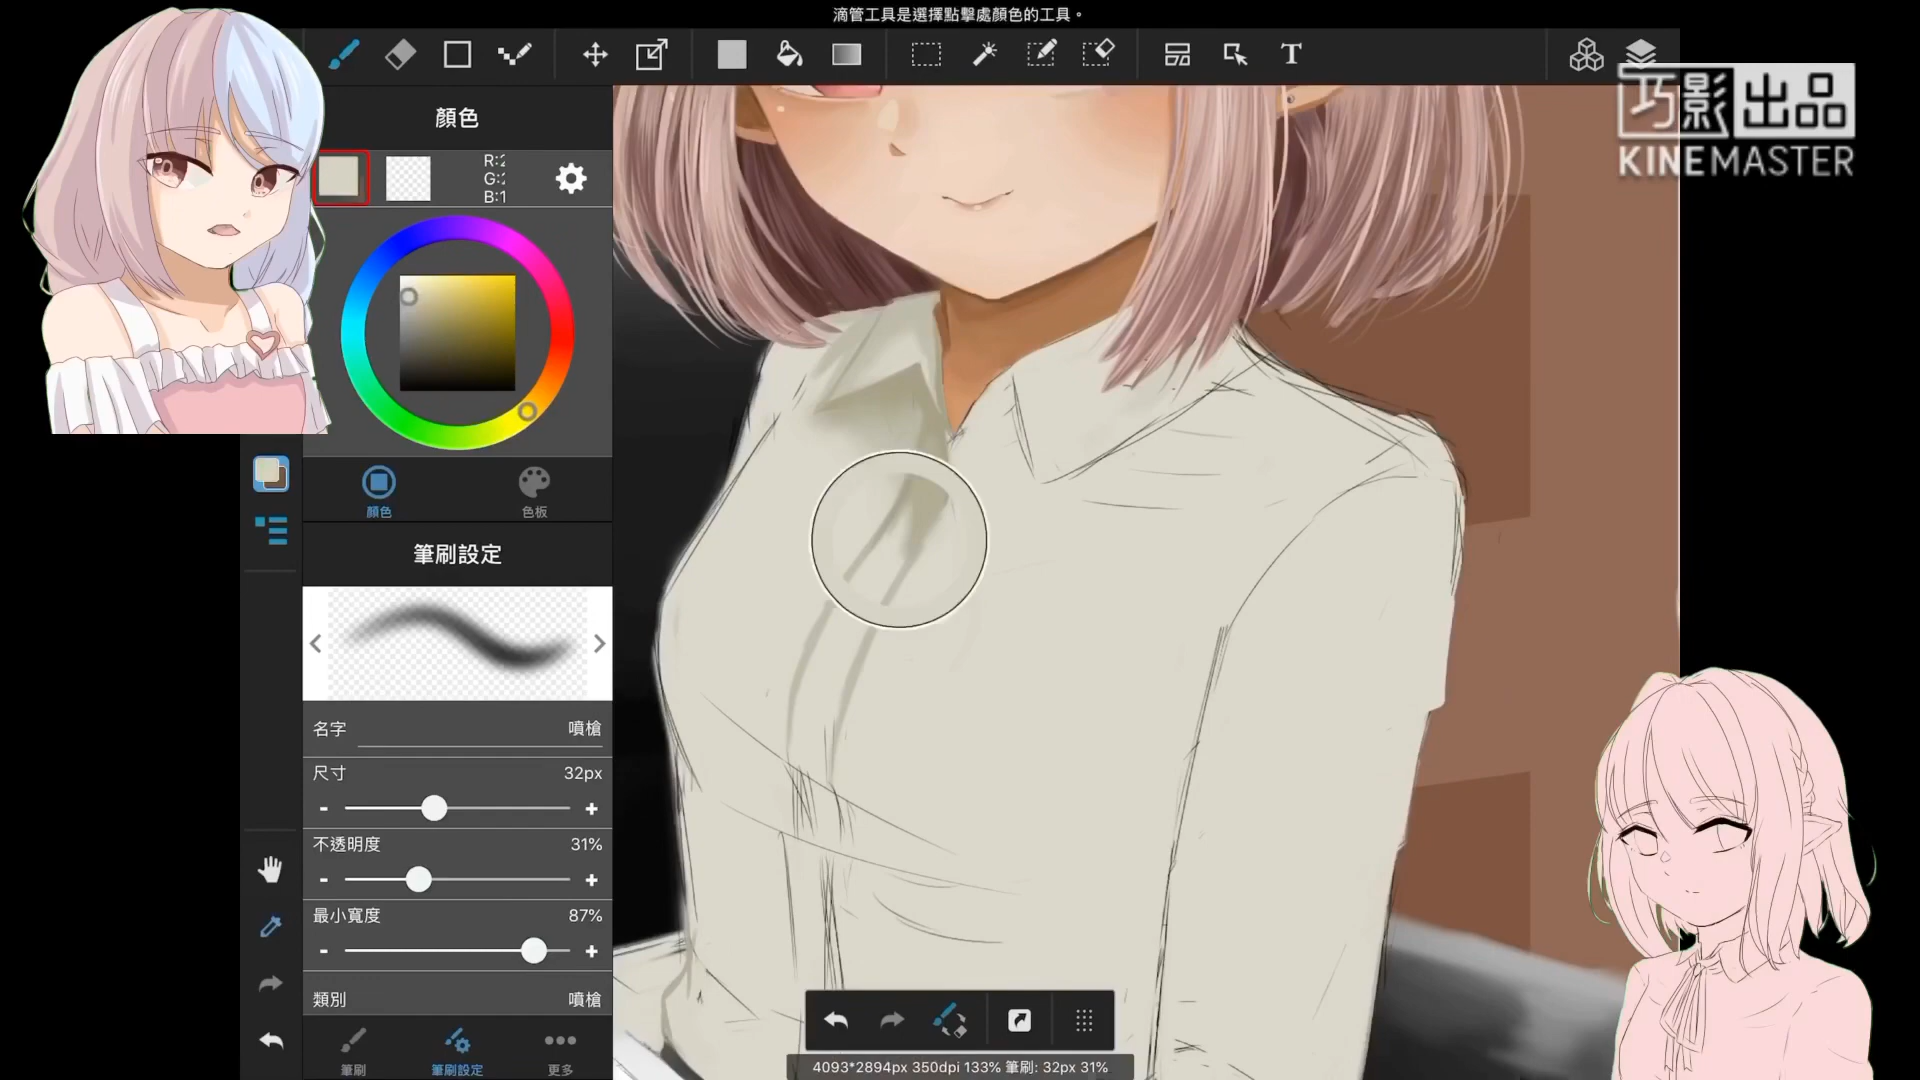 滴管工具是選擇點擊處顏色的工具。
T
巧影出品
KINEMASTER
顏色
R:2
G:2
B:1
顏色
色板
筆刷設定
名字
噴槍
尺寸
32px
不透明度
31%
最小寬度
87%
類別
噴槍
筆刷
筆刷設定
更多
4093*2894px 350dpi 133% 筆刷: 32px 31%